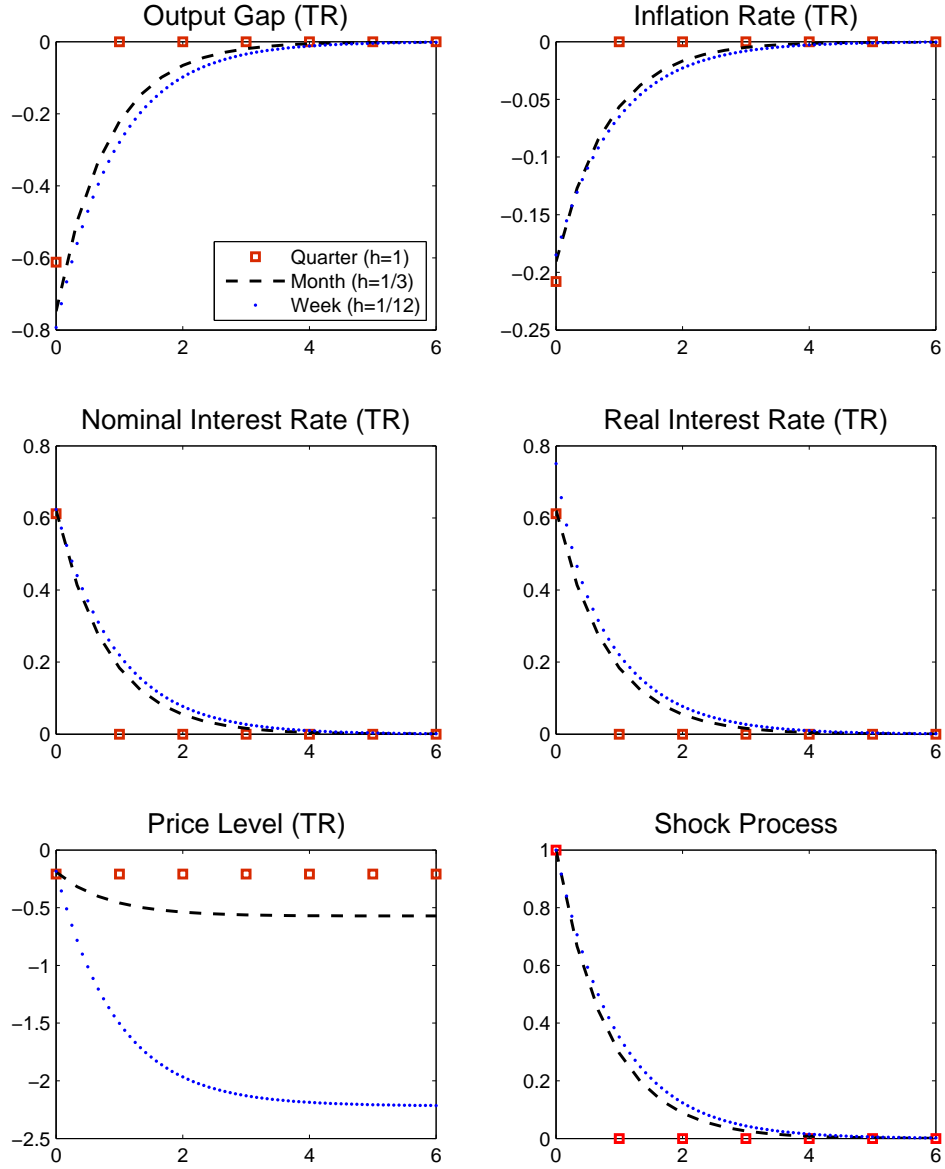 Output Gap (TR)
0
−0.2
−0.4
−0.6
−0.8
0 2 4 6
Quarter (h=1)
Month (h=1/3)
Week (h=1/12)
Inflation Rate (TR)
0
−0.05
−0.1
−0.15
−0.2
−0.25
0 2 4 6
Nominal Interest Rate (TR)
0.8
0.6
0.4
0.2
0
0 2 4 6
Real Interest Rate (TR)
0.8
0.6
0.4
0.2
0
0 2 4 6
Price Level (TR)
0
−0.5
−1
−1.5
−2
−2.5
0 2 4 6
Shock Process
1
0.8
0.6
0.4
0.2
0
0 2 4 6